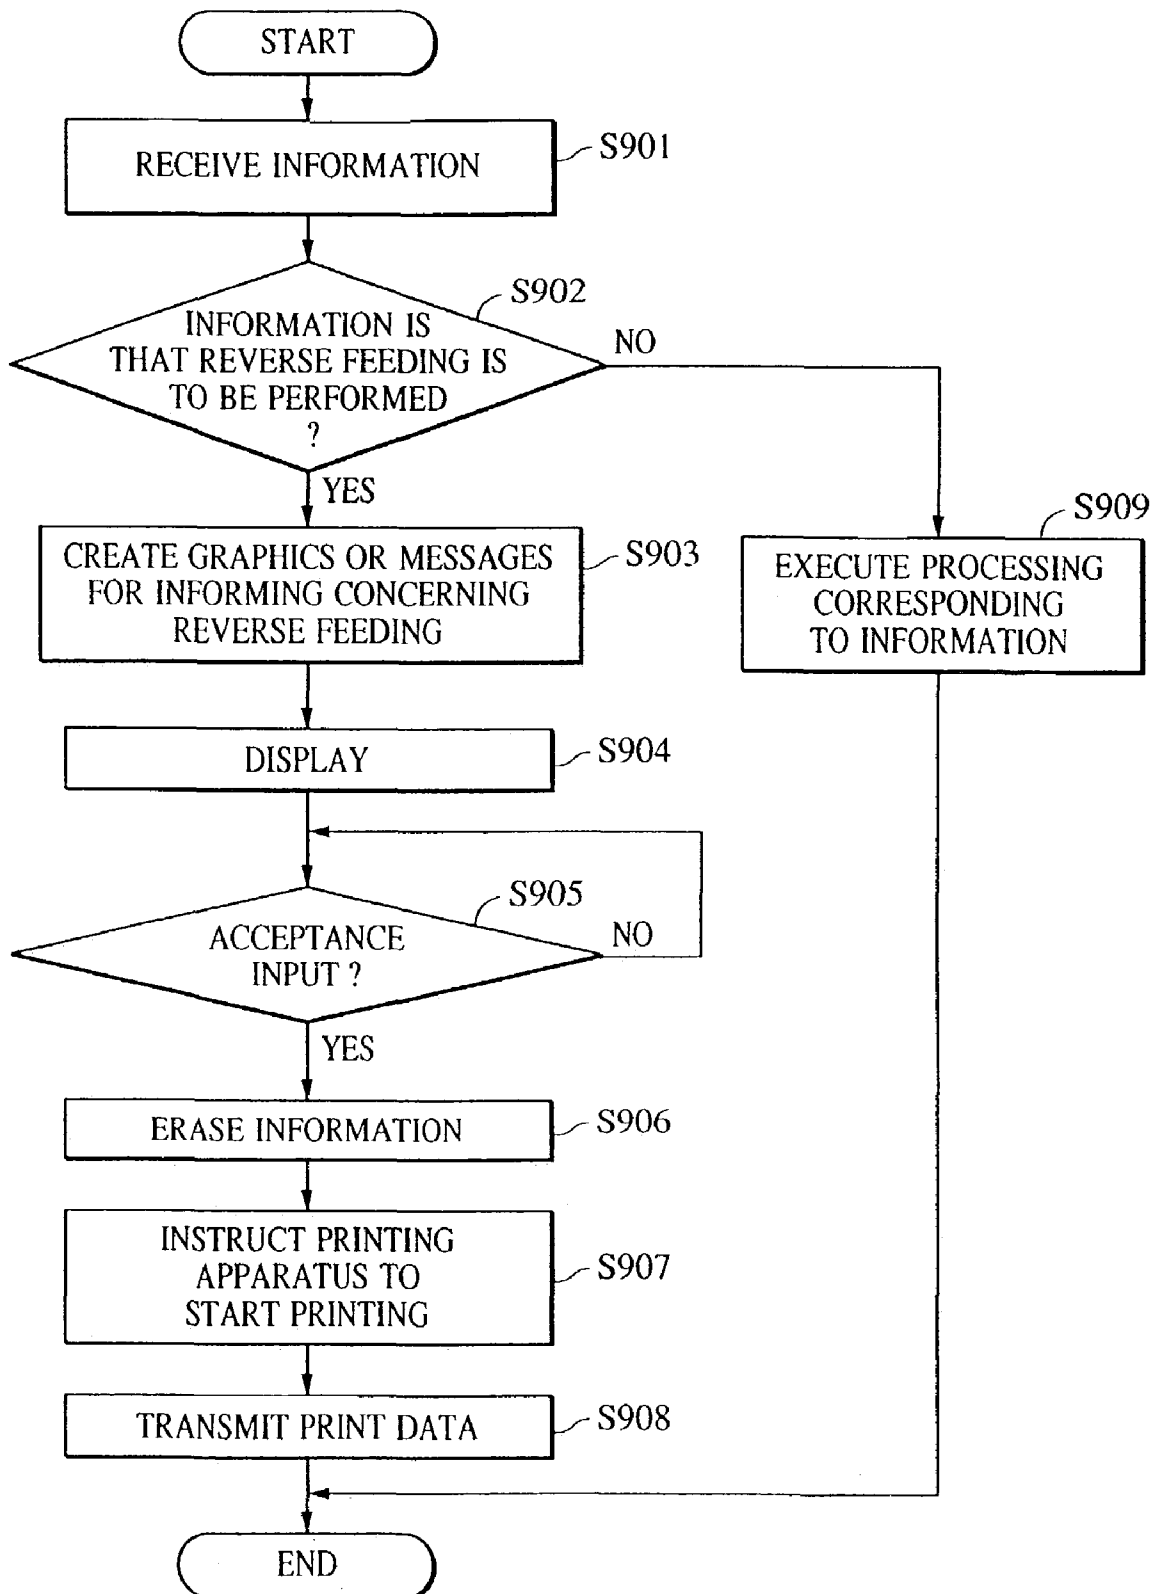 START
RECEIVE INFORMATION
S901
S902
INFORMATION IS
THAT REVERSE FEEDING IS
TO BE PERFORMED
?
NO
YES
S903
CREATE GRAPHICS OR MESSAGES
FOR INFORMING CONCERNING
REVERSE FEEDING
S909
EXECUTE PROCESSING
CORRESPONDING
TO INFORMATION
DISPLAY
S904
S905
ACCEPTANCE
INPUT ?
NO
YES
ERASE INFORMATION
S906
INSTRUCT PRINTING
APPARATUS TO
START PRINTING
S907
TRANSMIT PRINT DATA
S908
END